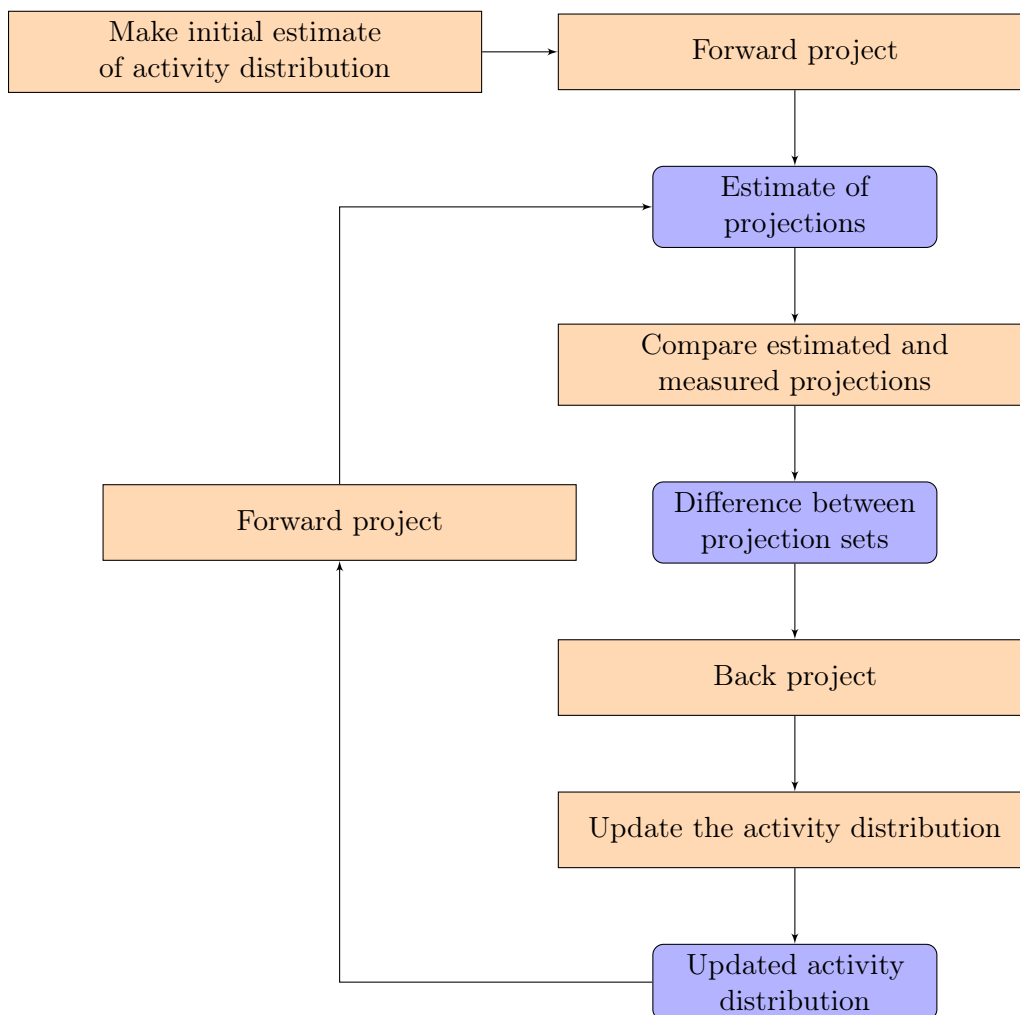 Make initial estimate
of activity distribution
Forward project
Estimate of
projections
Compare estimated and
measured projections
Forward project
Difference between
projection sets
Back project
Update the activity distribution
Updated activity
distribution